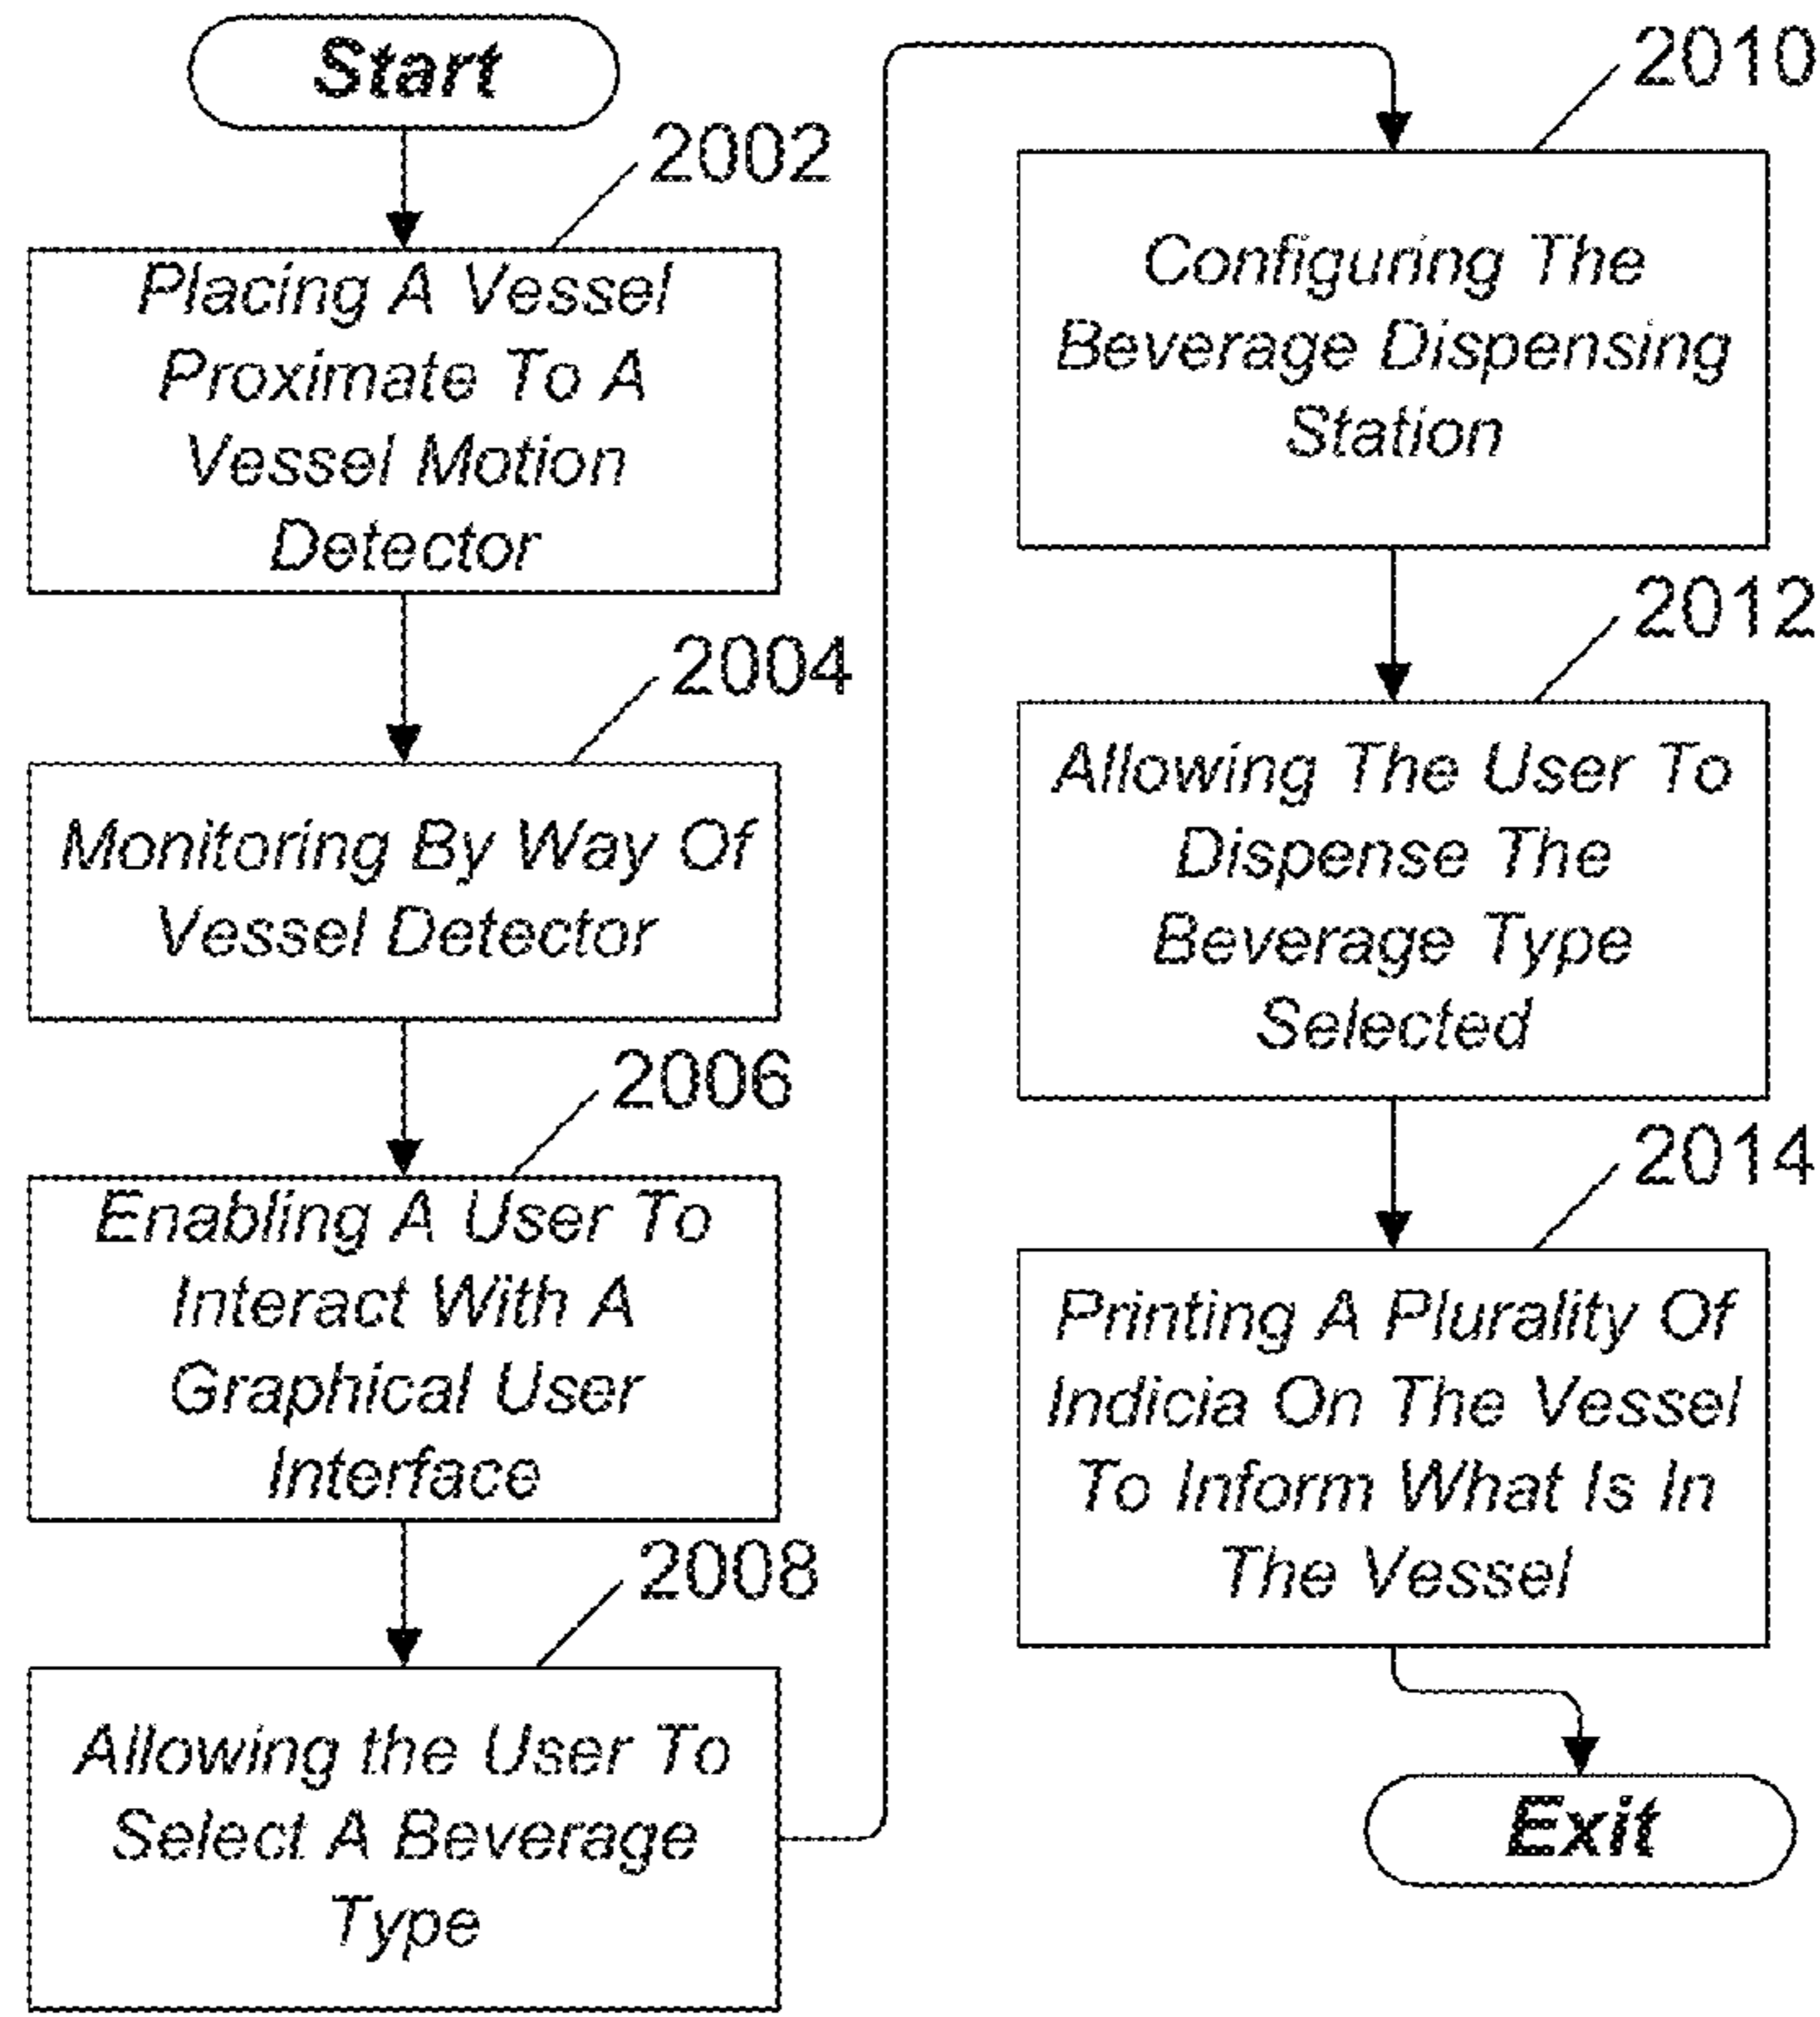 Start
2002
Placing A Vessel
Proximate To A
Vessel Motion
Detector
2004
Monitoring By Way Of
Vessel Detector
2006
Enabling A User To
Interact With A
Graphical User
Interface
2008
Allowing the User To
Select A Beverage
Type
2010
Configuring The
Beverage Dispensing
Station
2012
Allowing The User To
Dispense The
Beverage Type
Selected
2014
Printing A Plurality Of
Indicia On The Vessel
To Inform What Is In
The Vessel
Exit